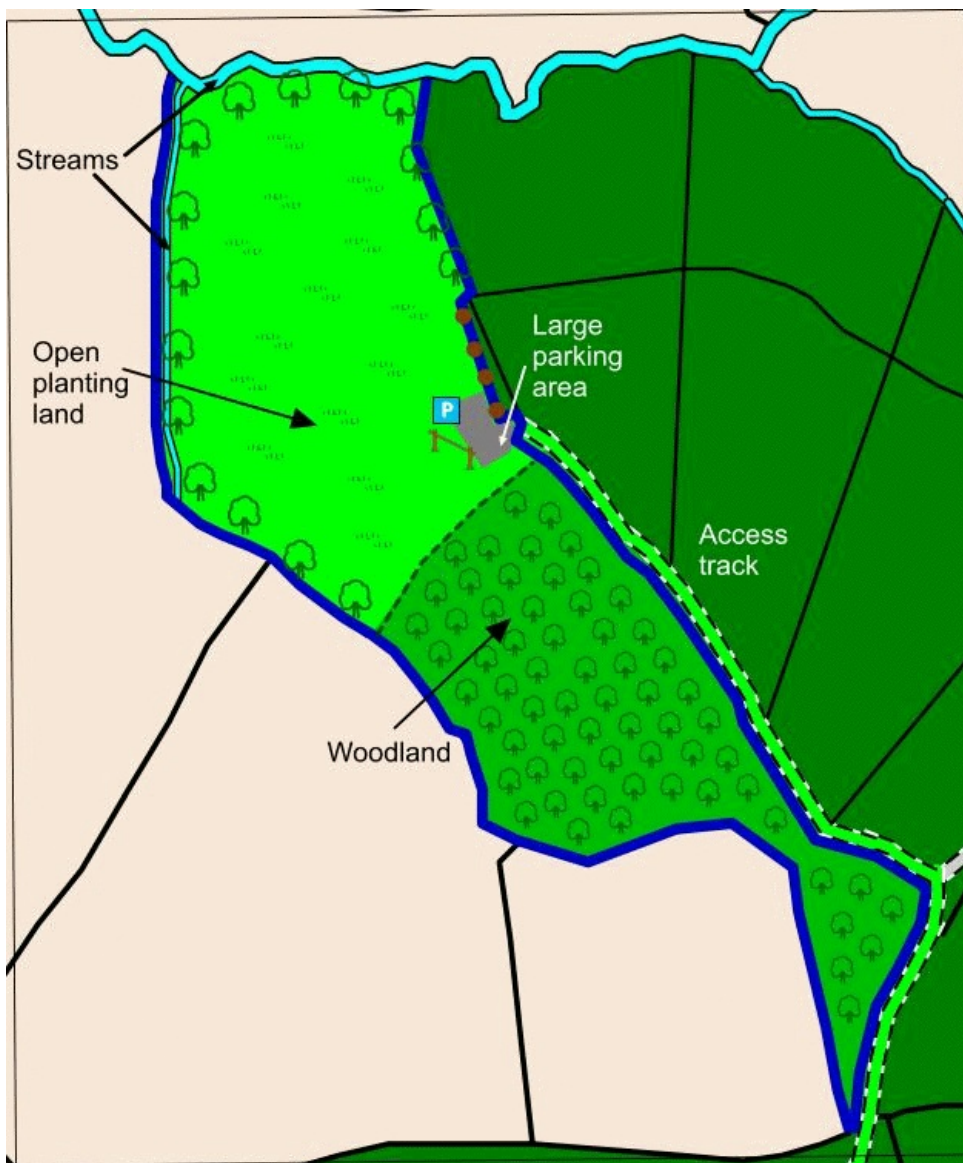 Streams
Large
parking
area
Open
planting
land
P
Access
track
Woodland